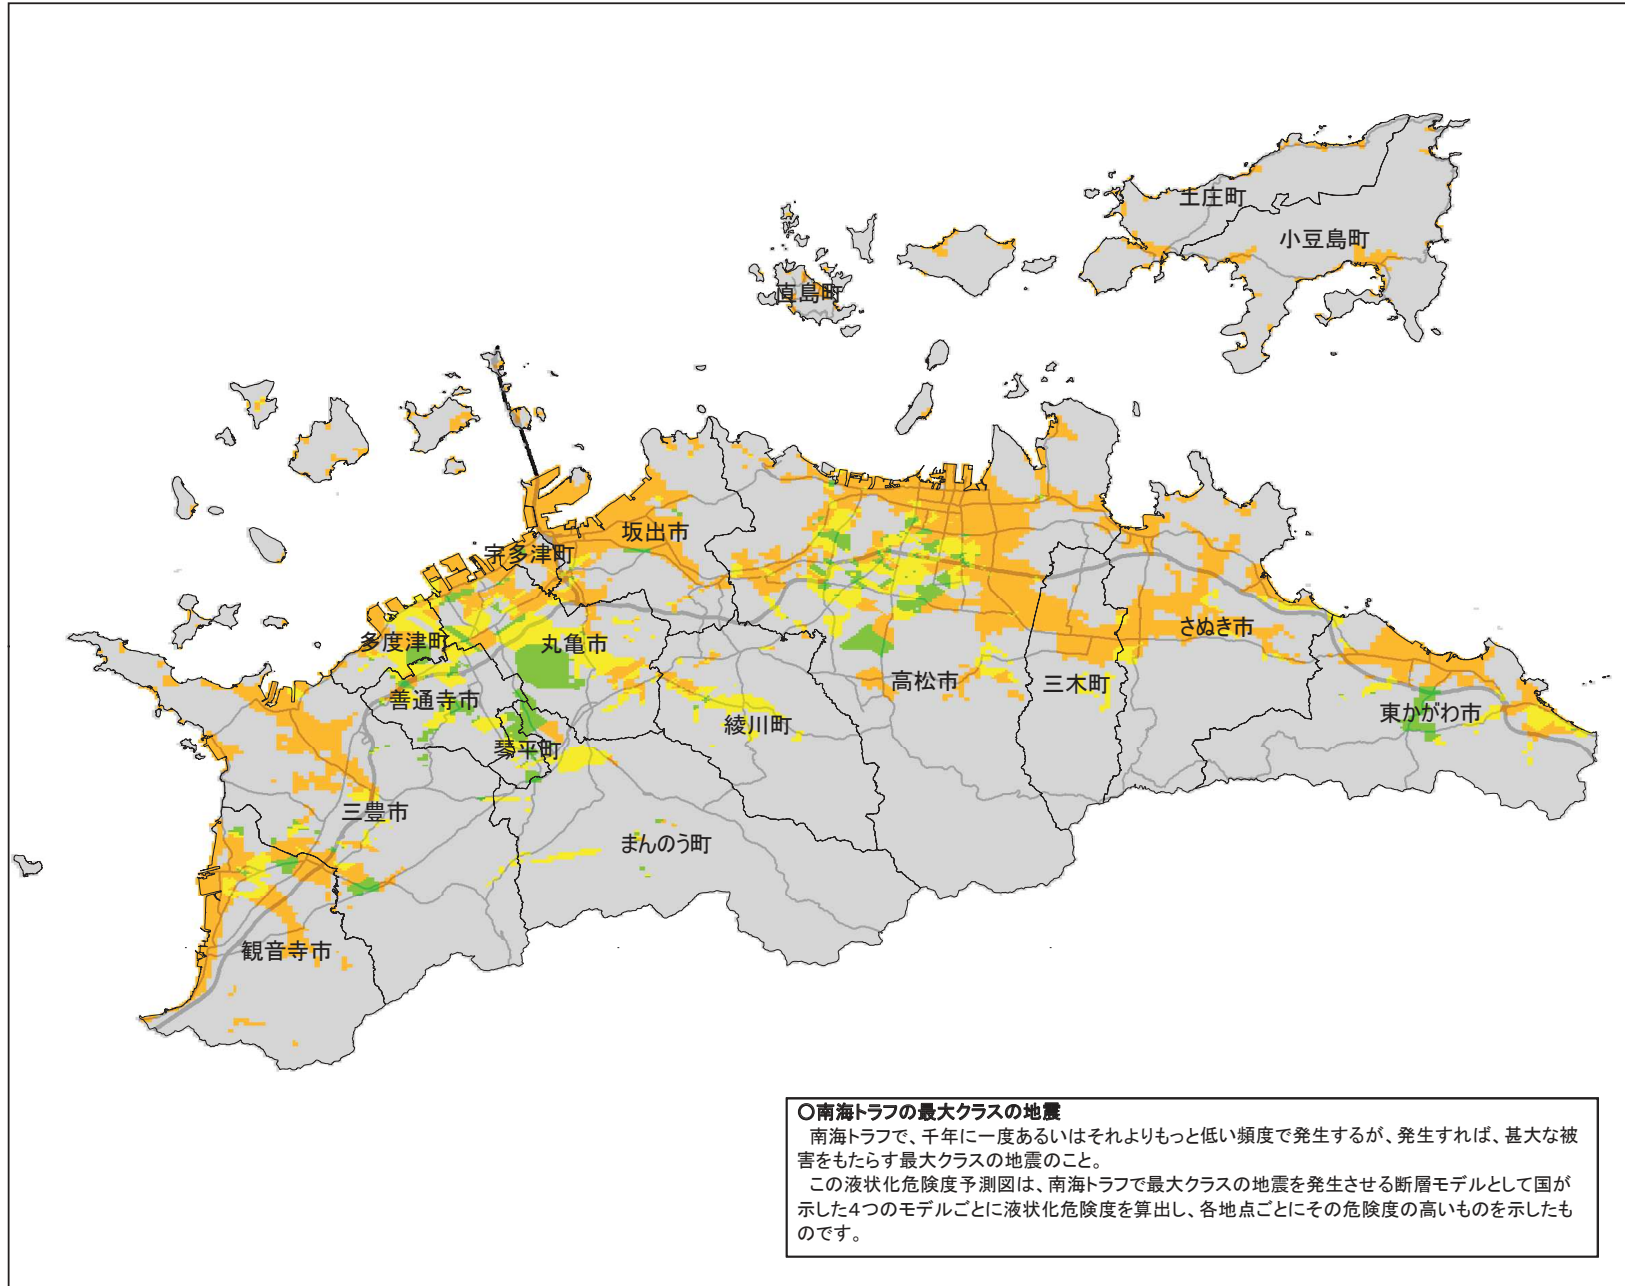 土庄町
小豆島町
直島町
坂出市
宇多津町
多度津町
丸亀市
さぬき市
善通寺市
高松市
三木町
東かがわ市
綾川町
琴平町
三豊市
まんのう町
観音寺市
○南海トラフの最大クラスの地震
南海トラフで、千年に一度あるいはそれよりもっと低い頻度で発生するが、発生すれば、甚大な被
害をもたらす最大クラスの地震のこと。
この液状化危険度予測図は、南海トラフで最大クラスの地震を発生させる断層モデルとして国が
示した4つのモデルごとに液状化危険度を算出し、各地点ごとにその危険度の高いものを示したも
のです。